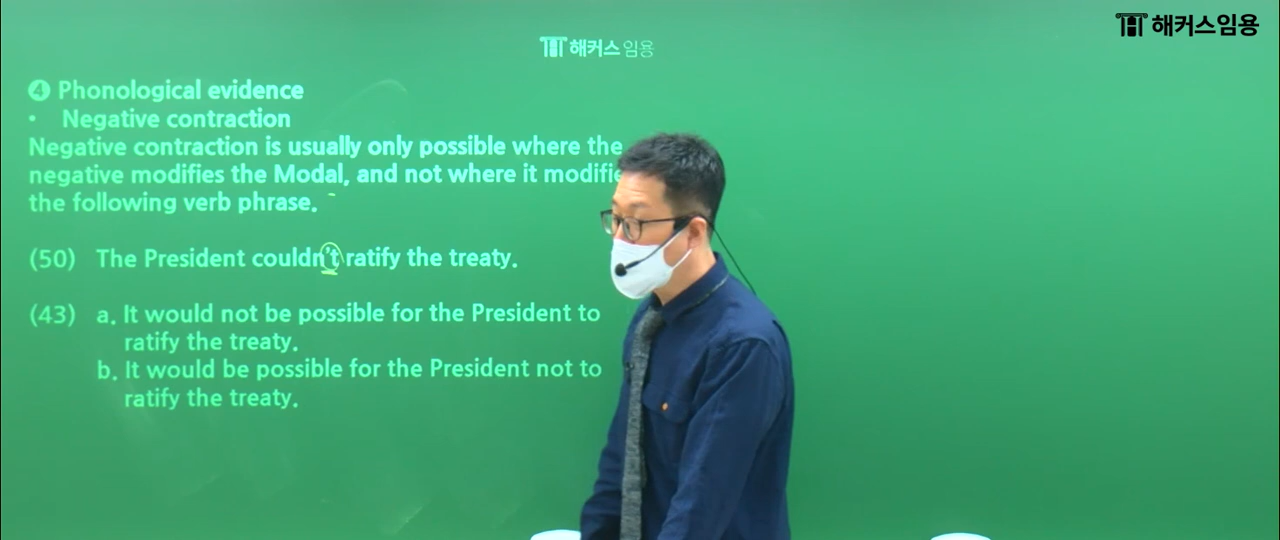 해커스임용
해커스임용
❹ Phonological evidence
• Negative contraction
Negative contraction is usually only possible where the
negative modifies the Modal, and not where it
the following verb phrase.
(50) The President couldn't ratify the treaty.
(43) a. It would not be possible for the President to
ratify the treaty.
b. It would be possible for the President not to
ratify the treaty.